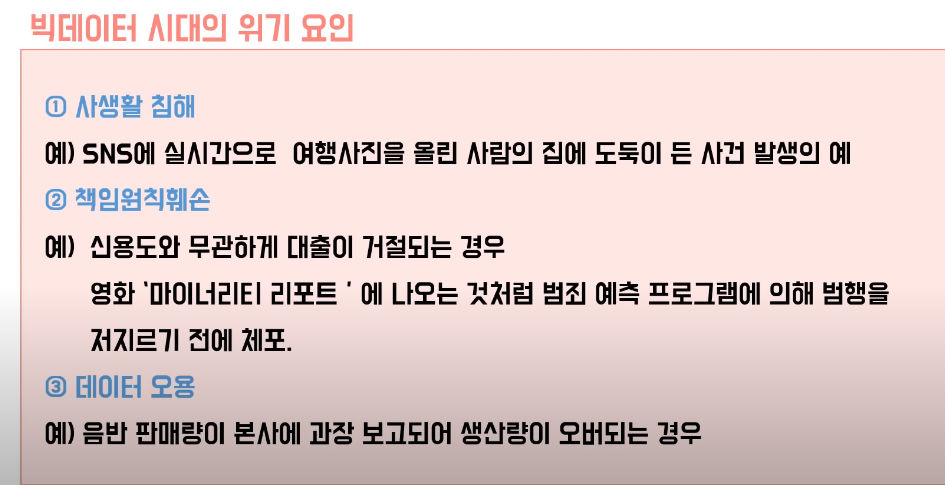 빅데이터 시대의 위기 요인
① 사생활 침해
예) SNS에 실시간으로 여행사진을 올린 사람의 집에 도둑이 든 사건 발생의 예
② 책임원칙훼손
예) 신용도와 무관하게 대출이 거절되는 경우
영화 '마이너리티 리포트 ' 에 나오는 것처럼 범죄 예측 프로그램에 의해 범행을
저지르기 전에 체포.
③ 데이터 오용
예) 음반 판매량이 본사에 과장 보고되어 생산량이 오버되는 경우